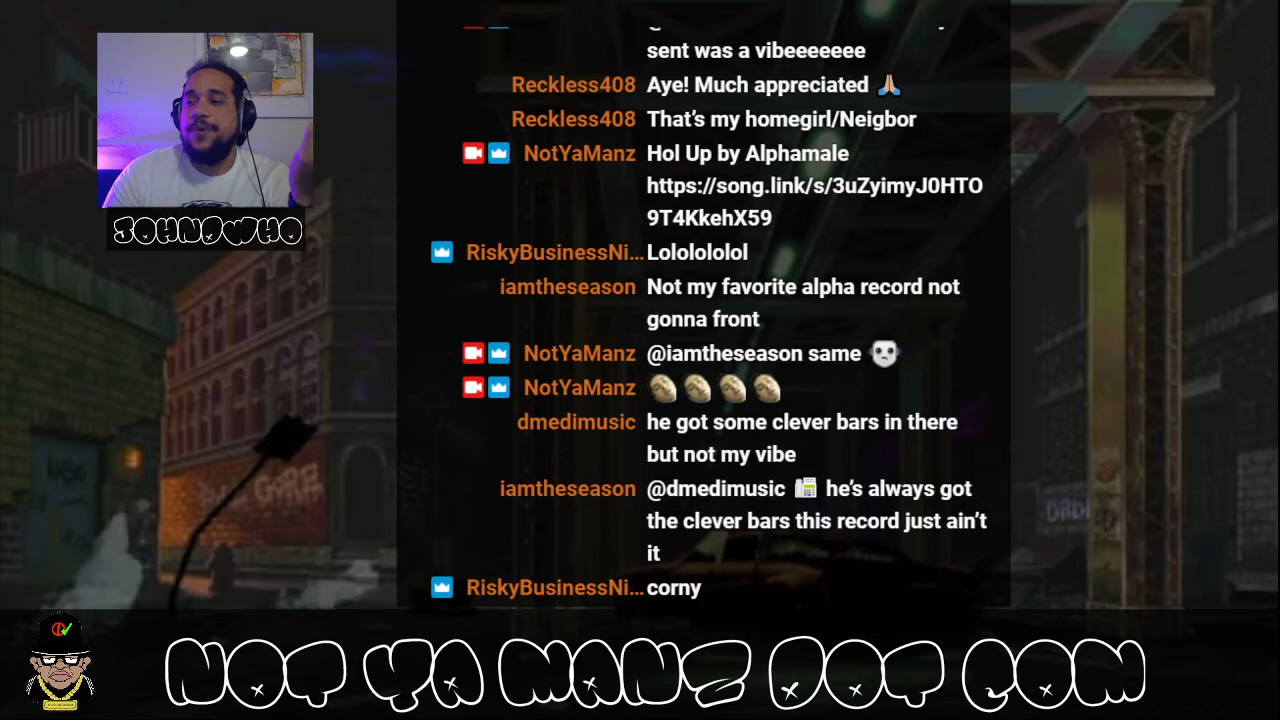 sent was a vibeeeeeee
Reckless408 Aye! Much appreciated 🙏🏼
Reckless408 That's my homegirl/Neigbor
NotYaManz Hol Up by Alphamale
https://song.link/s/3uZyimyJ0HTO
9T4KkehX59
RiskyBusinessNi... Lolololololol
iamtheseason Not my favorite alpha record not
gonna front
NotYaManz @iamtheseason same
NotYaManz
dmedimusic he got some clever bars in there
but not my vibe
iamtheseason @dmedimusic he's always got
the clever bars this record just ain't
it
RiskyBusinessNi... corny
JOHNDWHO
NOT YA MANZ DOT COM